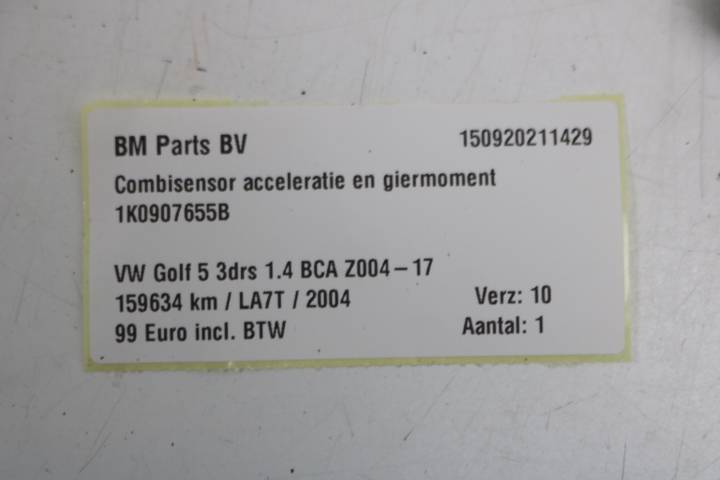 BM Parts BV 150920211429
Combisensor acceleratie en giermoment
1K0907655B
VW Golf 5 3drs 1.4 BCA Z004-17
159634 km / LA7T / 2004 Verz: 10
99 Euro incl. BTW Aantal: 1